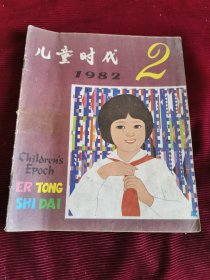 儿童时代
2
1982
Children's
Epoch
ER TONG
SHI DAI